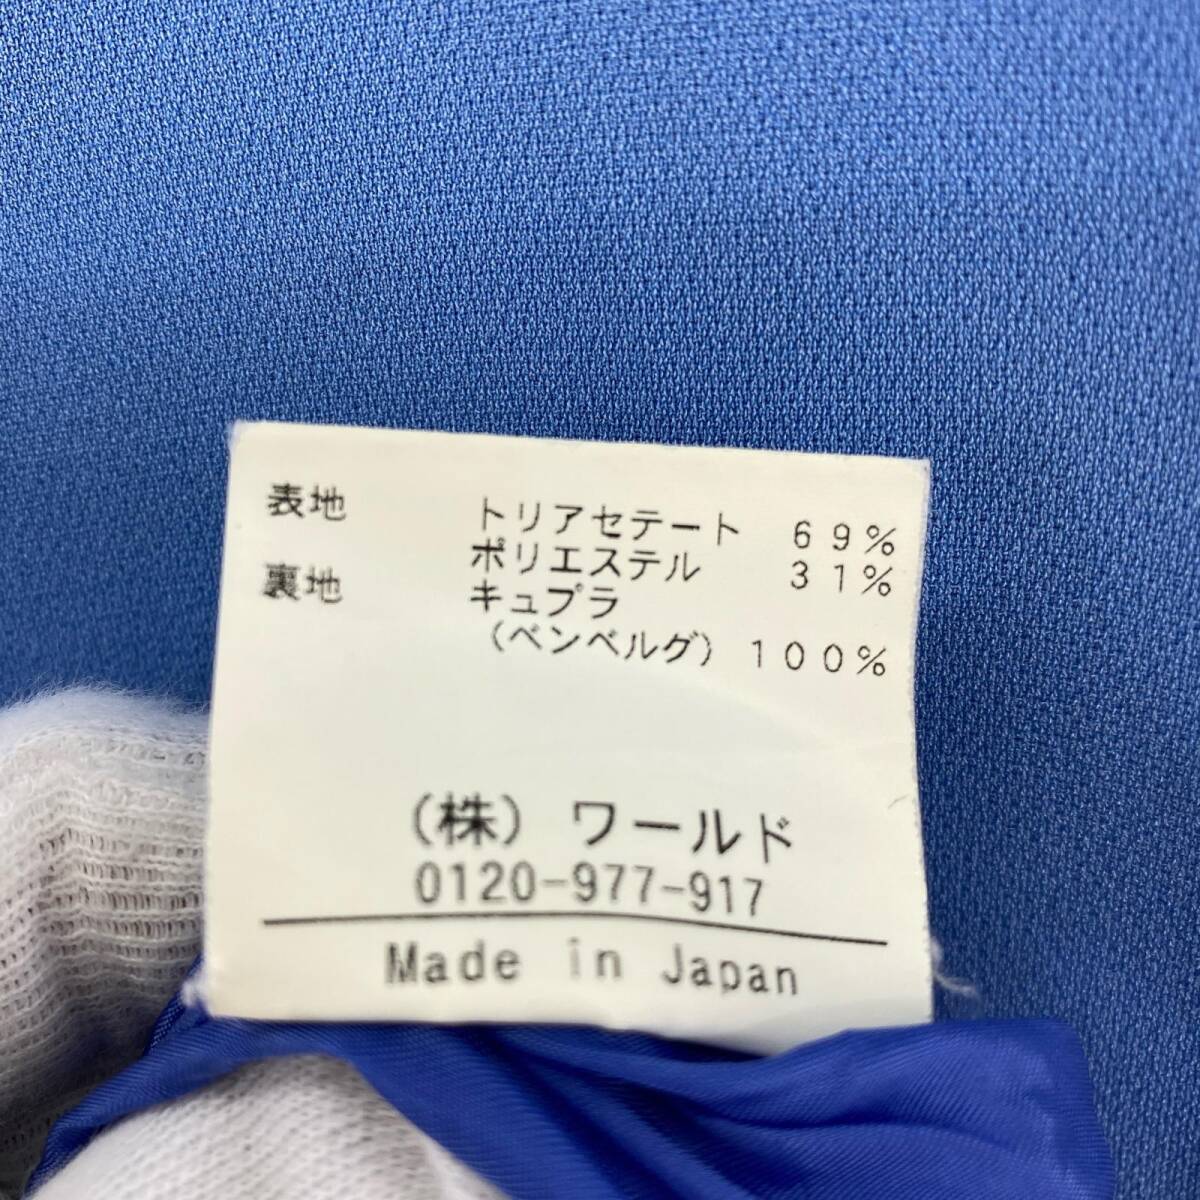 表地 トリアセテート 69%
ポリエステル 31%
裏地 キュプラ
(ベンベルグ) 100%
(株) ワールド
0120-977-917
Made in Japan